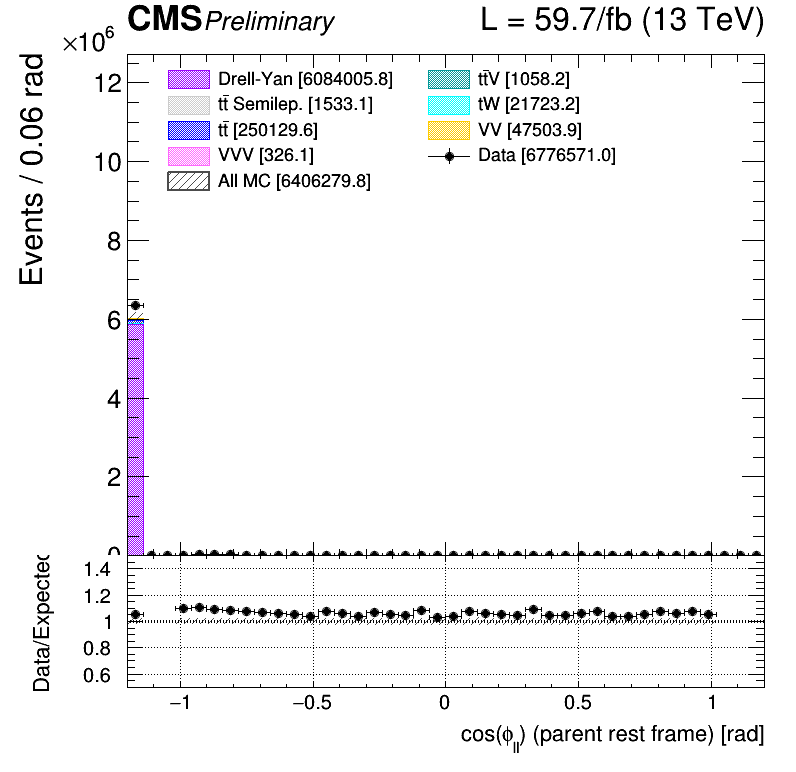 CMS Preliminary L = 59.7/fb (13 TeV)
×10⁶
Events / 0.06 rad
Drell-Yan [6084005.8]
tt̄ Semilep. [1533.1]
tt̄ [250129.6]
VVV [326.1]
All MC [6406279.8]
tt̄V [1058.2]
tW [21723.2]
VV [47503.9]
Data [6776571.0]
12
10
8
6
4
2
0
Data/Expected
1.4
1.2
1
0.8
0.6
−1 −0.5 0 0.5 1
cos(ϕ_ll) (parent rest frame) [rad]